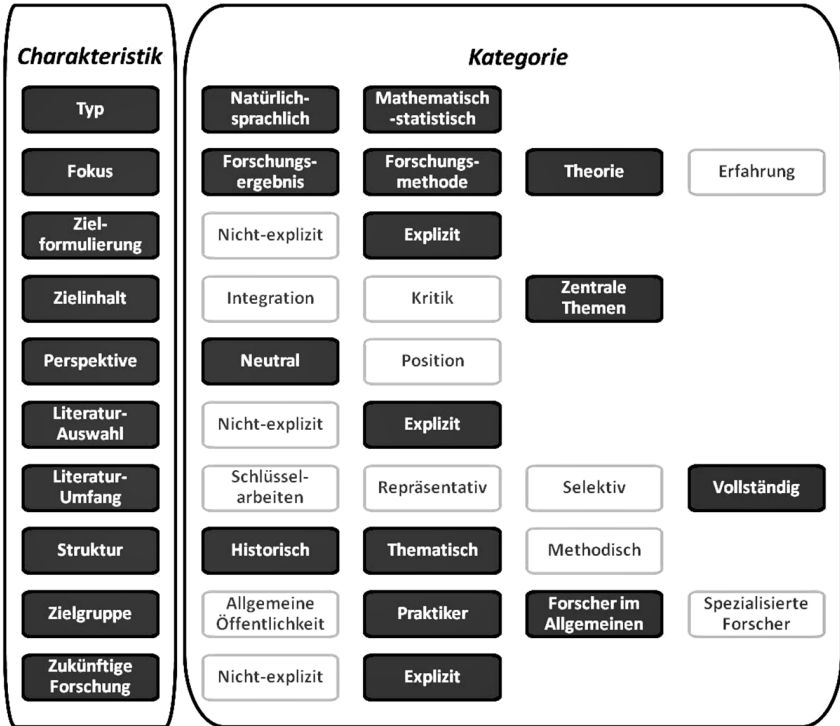 Charakteristik
Kategorie
Typ
Natürlich-
sprachlich
Mathematisch
-statistisch
Fokus
Forschungs-
ergebnis
Forschungs-
methode
Theorie
Erfahrung
Ziel-
formulierung
Nicht-explizit
Explizit
Zielinhalt
Integration
Kritik
Zentrale
Themen
Perspektive
Neutral
Position
Literatur-
Auswahl
Nicht-explizit
Explizit
Literatur-
Umfang
Schlüssel-
arbeiten
Repräsentativ
Selektiv
Vollständig
Struktur
Historisch
Thematisch
Methodisch
Zielgruppe
Allgemeine
Öffentlichkeit
Praktiker
Forscher im
Allgemeinen
Spezialisierte
Forscher
Zukünftige
Forschung
Nicht-explizit
Explizit